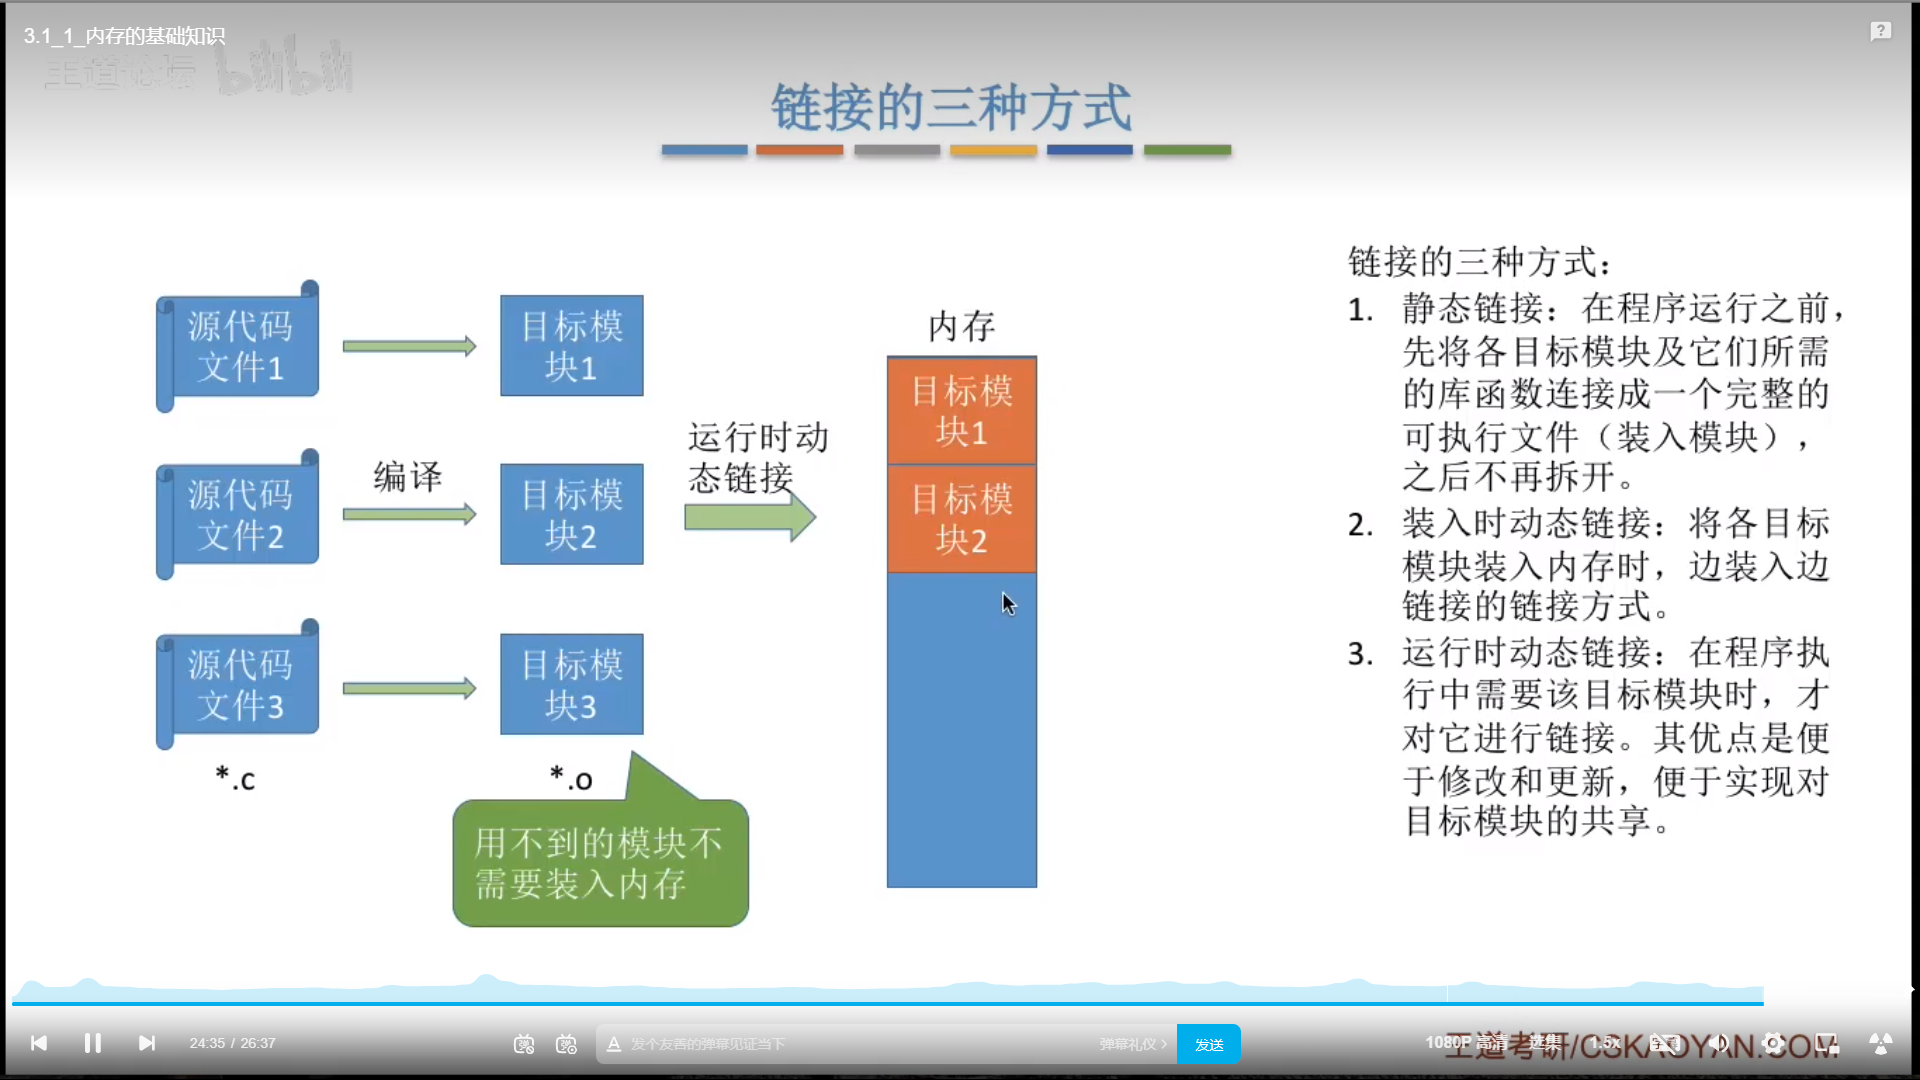 3.1_1_内存的基础知识
王道论坛 bilibili
链接的三种方式
源代码
文件1
目标模
块1
源代码
文件2
编译
目标模
块2
源代码
文件3
目标模
块3
*.c
*.o
用不到的模块不
需要装入内存
运行时动
态链接
内存
目标模
块1
目标模
块2
链接的三种方式：
1. 静态链接：在程序运行之前，
先将各目标模块及它们所需
的库函数连接成一个完整的
可执行文件（装入模块），
之后不再拆开。
2. 装入时动态链接：将各目标
模块装入内存时，边装入边
链接的链接方式。
3. 运行时动态链接：在程序执
行中需要该目标模块时，才
对它进行链接。其优点是便
于修改和更新，便于实现对
目标模块的共享。
24:35 / 26:37
发个友善的弹幕见证当下
弹幕礼仪 >
发送
1080P 高清
选集
1.5x
王道考研/CSKAOYAN.COM